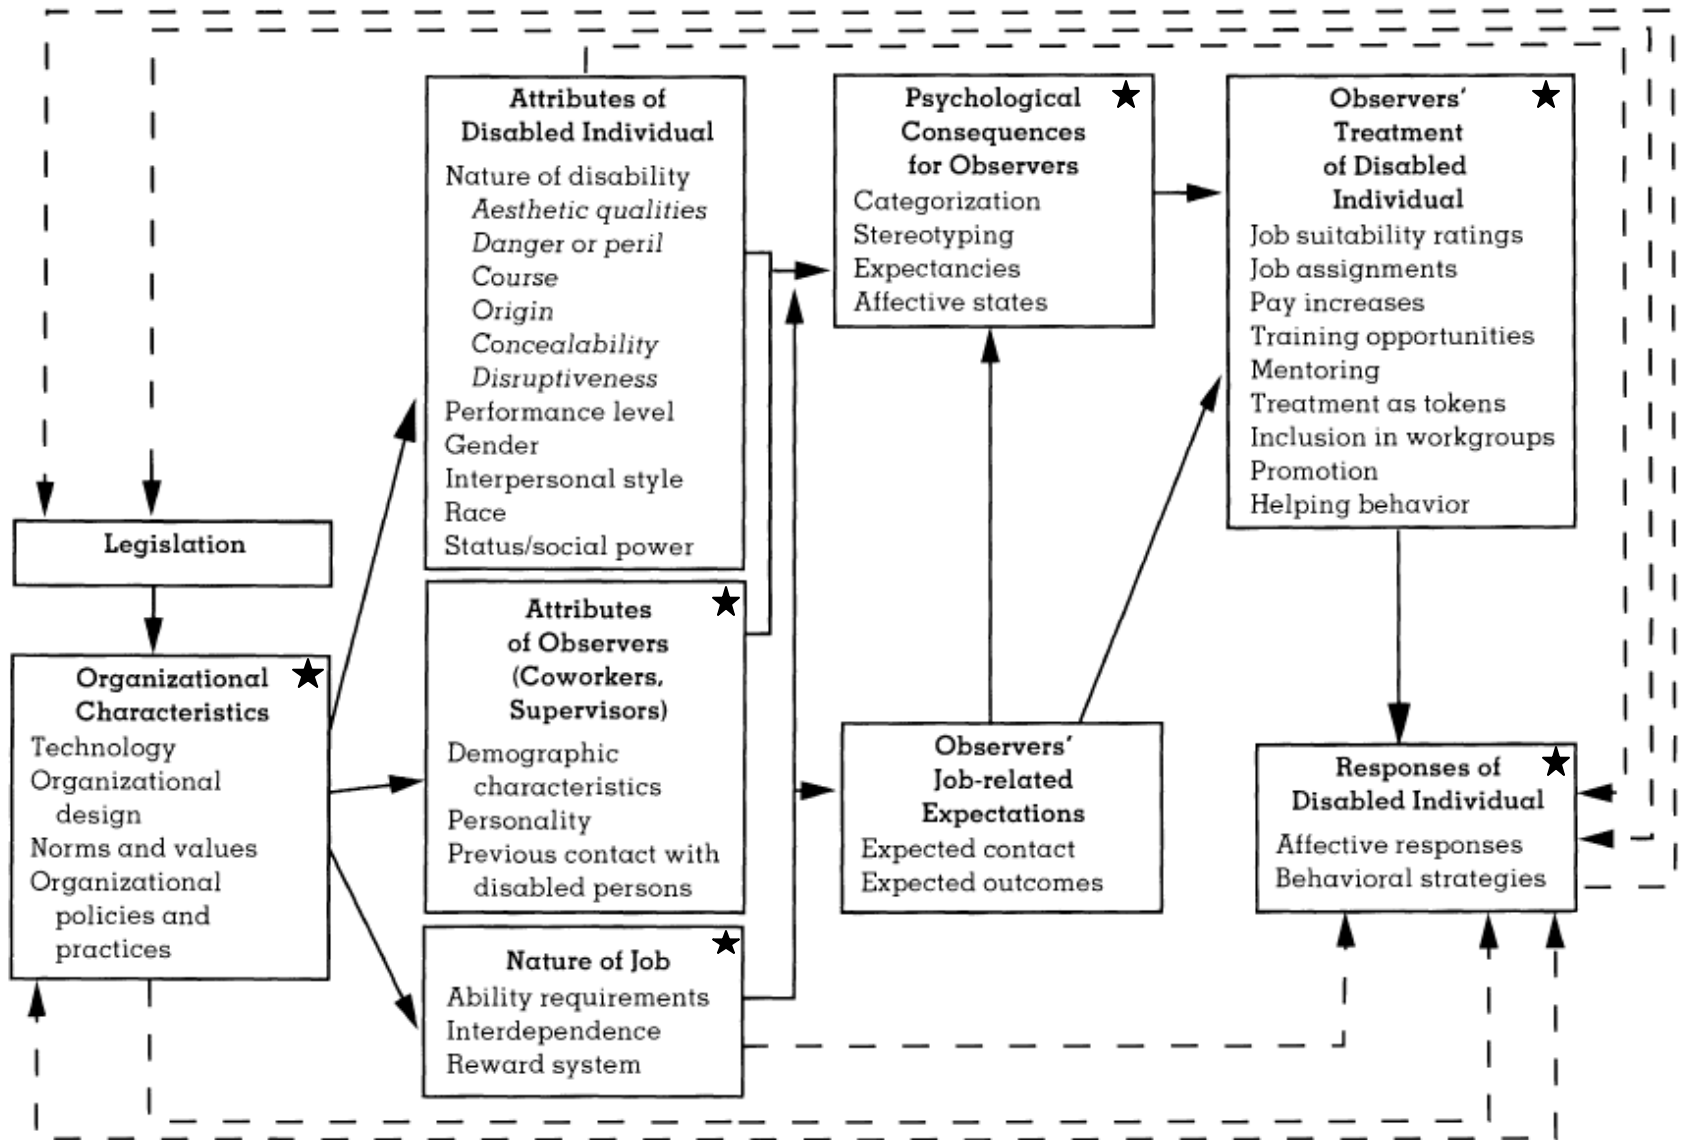 Attributes of
Disabled Individual
Nature of disability
Aesthetic qualities
Danger or peril
Course
Origin
Concealability
Disruptiveness
Performance level
Gender
Interpersonal style
Race
Status/social power
Psychological
Consequences
for Observers
Categorization
Stereotyping
Expectancies
Affective states
Observers'
Treatment
of Disabled
Individual
Job suitability ratings
Job assignments
Pay increases
Training opportunities
Mentoring
Treatment as tokens
Inclusion in workgroups
Promotion
Helping behavior
Legislation
Organizational
Characteristics
Technology
Organizational
design
Norms and values
Organizational
policies and
practices
Attributes
of Observers
(Coworkers,
Supervisors)
Demographic
characteristics
Personality
Previous contact with
disabled persons
Nature of Job
Ability requirements
Interdependence
Reward system
Observers'
Job-related
Expectations
Expected contact
Expected outcomes
Responses of
Disabled Individual
Affective responses
Behavioral strategies